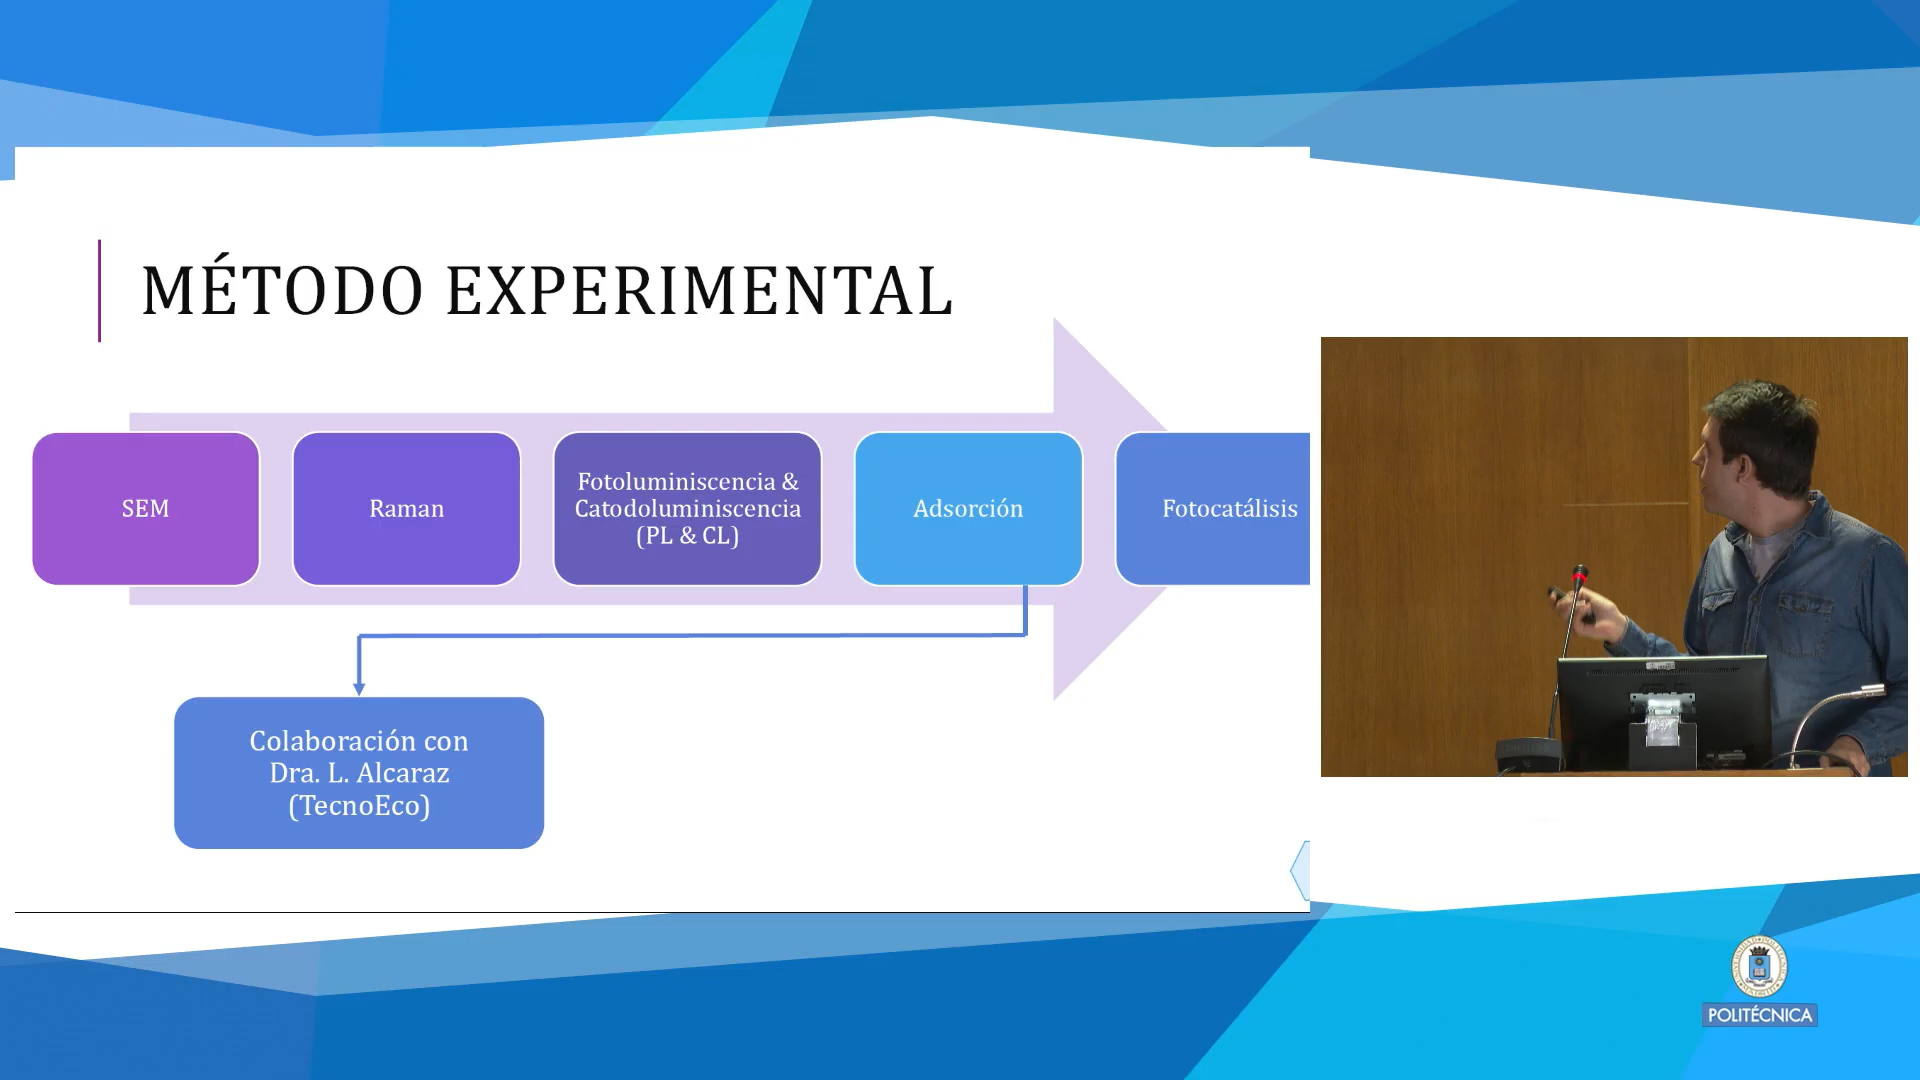 MÉTODO EXPERIMENTAL
SEM
Raman
Fotoluminiscencia &
Catodoluminiscencia
(PL & CL)
Adsorción
Fotocatálisis
Colaboración con
Dra. L. Alcaraz
(TecnoEco)
POLITÉCNICA